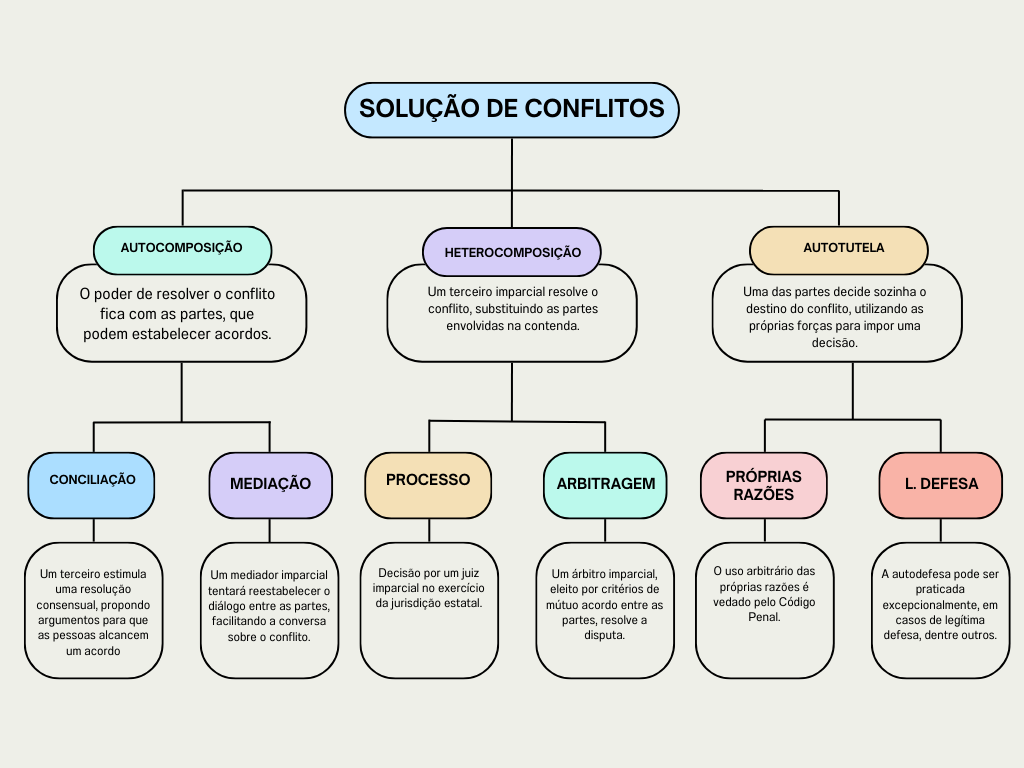 SOLUÇÃO DE CONFLITOS
AUTOCOMPOSIÇÃO
O poder de resolver o conflito
fica com as partes, que
podem estabelecer acordos.
HETEROCOMPOSIÇÃO
Um terceiro imparcial resolve o
conflito, substituindo as partes
envolvidas na contenda.
AUTOTUTELA
Uma das partes decide sozinha o
destino do conflito, utilizando as
próprias forças para impor uma
decisão.
CONCILIAÇÃO
Um terceiro estimula
uma resolução
consensual, propondo
argumentos para que
as pessoas alcancem
um acordo
MEDIAÇÃO
Um mediador imparcial
tentará reestabelecer o
diálogo entre as partes,
facilitando a conversa
sobre o conflito.
PROCESSO
Decisão por um juiz
imparcial no exercício
da jurisdição estatal.
ARBITRAGEM
Um árbitro imparcial,
eleito por critérios de
mútuo acordo entre as
partes, resolve a
disputa.
PRÓPRIAS
RAZÕES
O uso arbitrário das
próprias razões é
vedado pelo Código
Penal.
L. DEFESA
A autodefesa pode ser
praticada
excepcionalmente, em
casos de legítima
defesa, dentre outros.